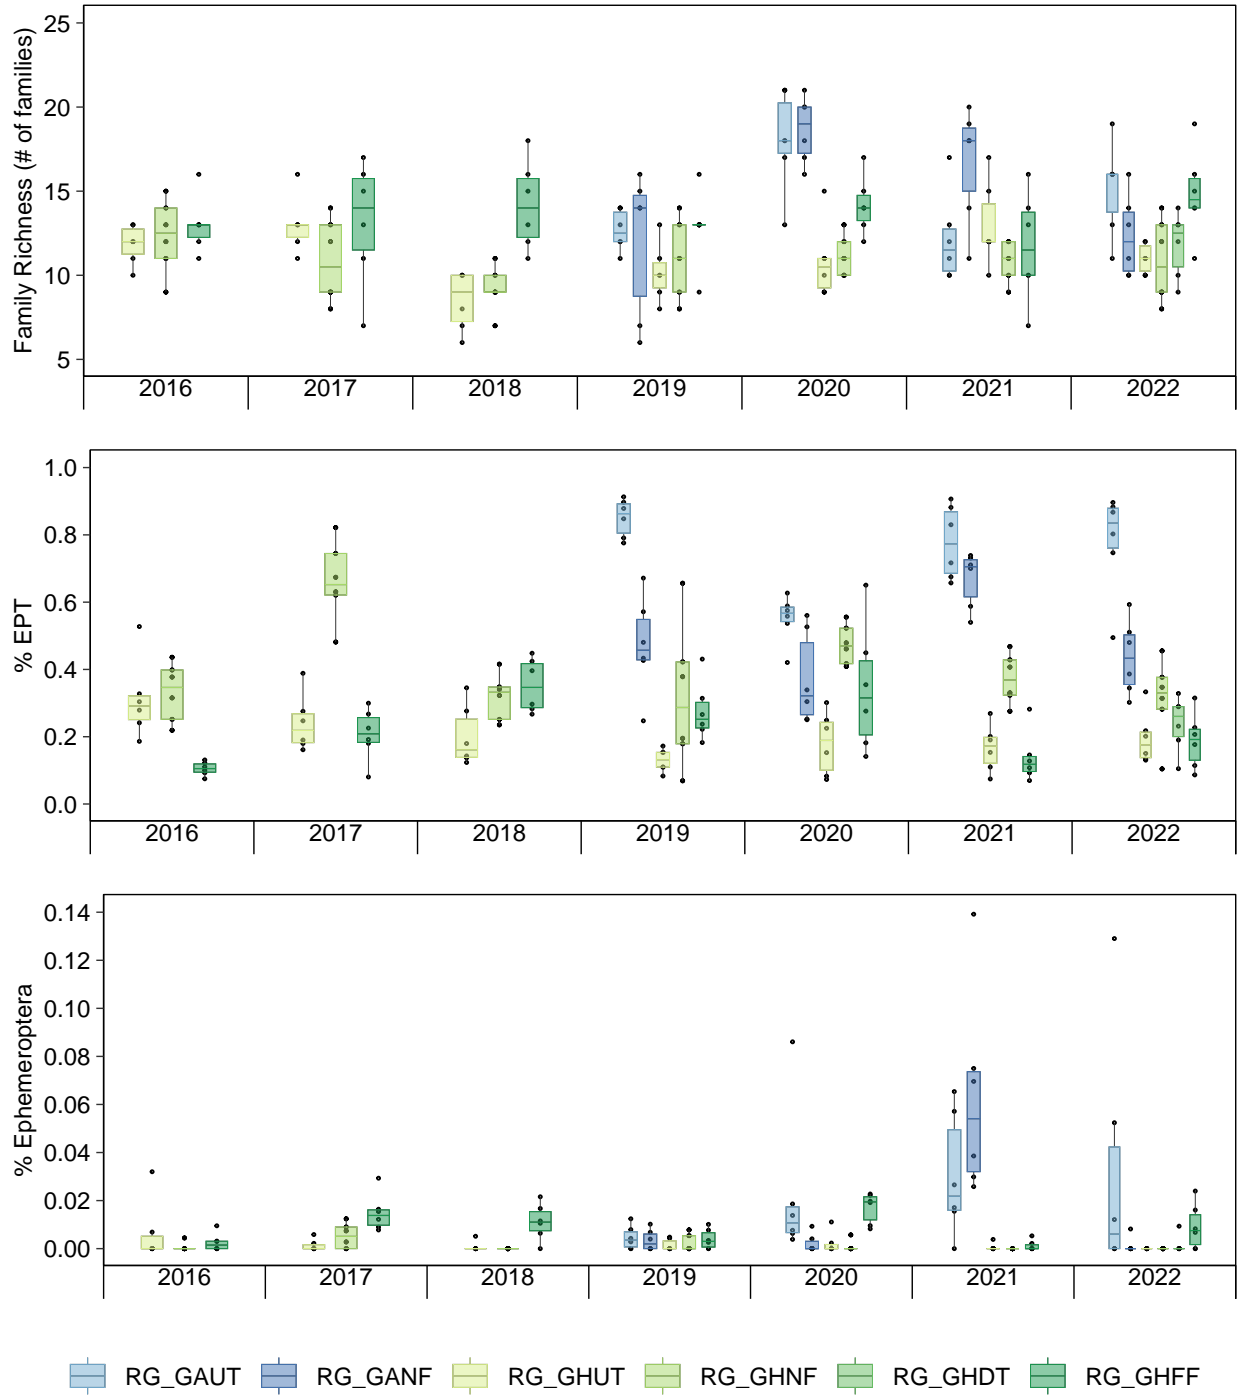 Family Richness (# of families)
25
20
15
10
5
2016 2017 2018 2019 2020 2021 2022
% EPT
1.0
0.8
0.6
0.4
0.2
0.0
2016 2017 2018 2019 2020 2021 2022
% Ephemeroptera
0.14
0.12
0.10
0.08
0.06
0.04
0.02
0.00
2016 2017 2018 2019 2020 2021 2022
RG_GAUT RG_GANF RG_GHUT RG_GHNF RG_GHDT RG_GHFF